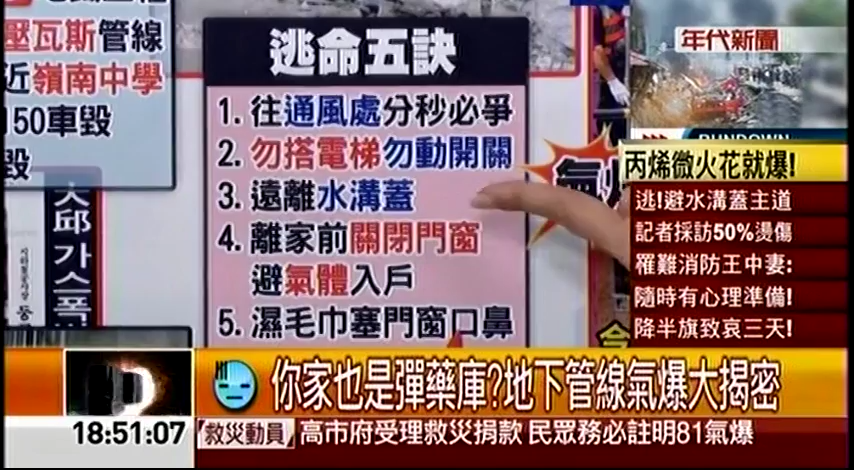 壓瓦斯管線
近嶺南中學
150車毀
毀
逃命五訣
1. 往通風處分秒必爭
2. 勿搭電梯勿動開關
3. 遠離水溝蓋
4. 離家前關閉門窗
避氣體入戶
5. 濕毛巾塞門窗口鼻
大邱 가스폭
年代新聞
RUNDOWN
丙烯微火花就爆!
逃!避水溝蓋主道
記者採訪50%燙傷
罹難消防王中妻:
隨時有心理準備!
降半旗致哀三天!
你家也是彈藥庫?地下管線氣爆大揭密
18:51:07
救災動員
高市府受理救災捐款 民眾務必註明81氣爆